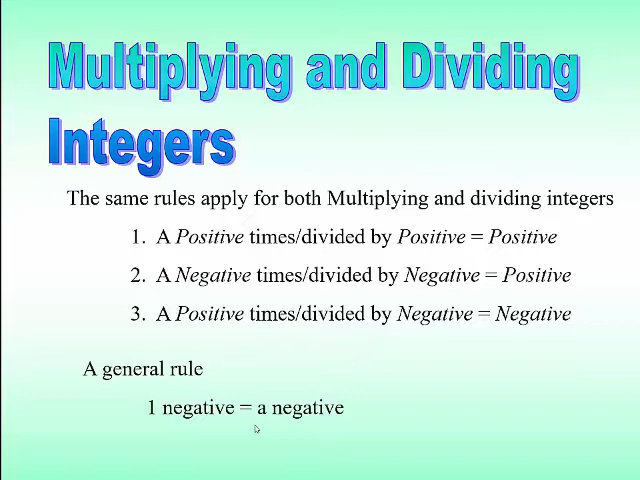 Multiplying and Dividing
Integers
The same rules apply for both Multiplying and dividing integers
1. A Positive times/divided by Positive = Positive
2. A Negative times/divided by Negative = Positive
3. A Positive times/divided by Negative = Negative
A general rule
1 negative = a negative